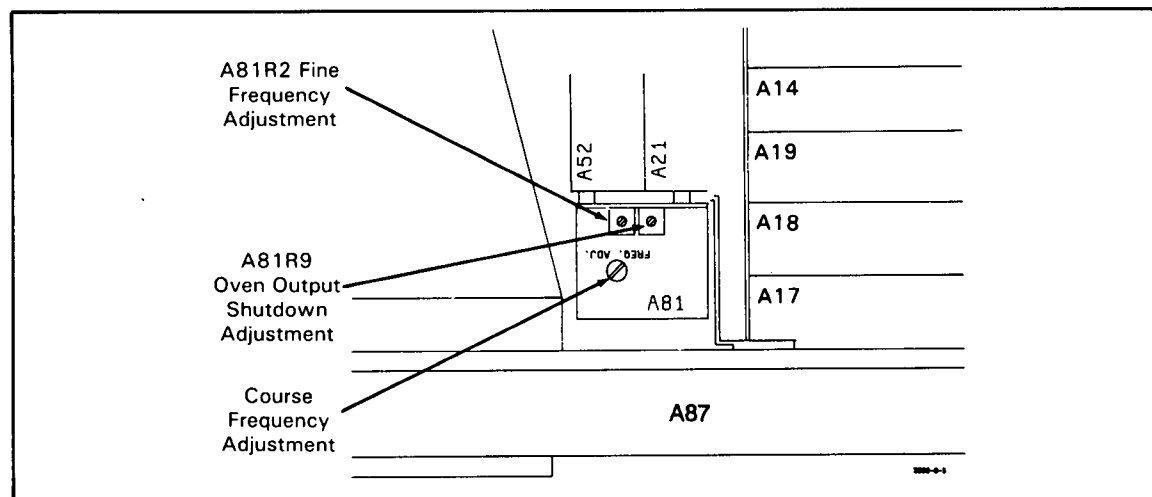 A81R2 Fine
Frequency
Adjustment
A52
A21
A14
A19
A18
A17
FREQ. ADJ.
A81
A81R9
Oven Output
Shutdown
Adjustment
Course
Frequency
Adjustment
A87